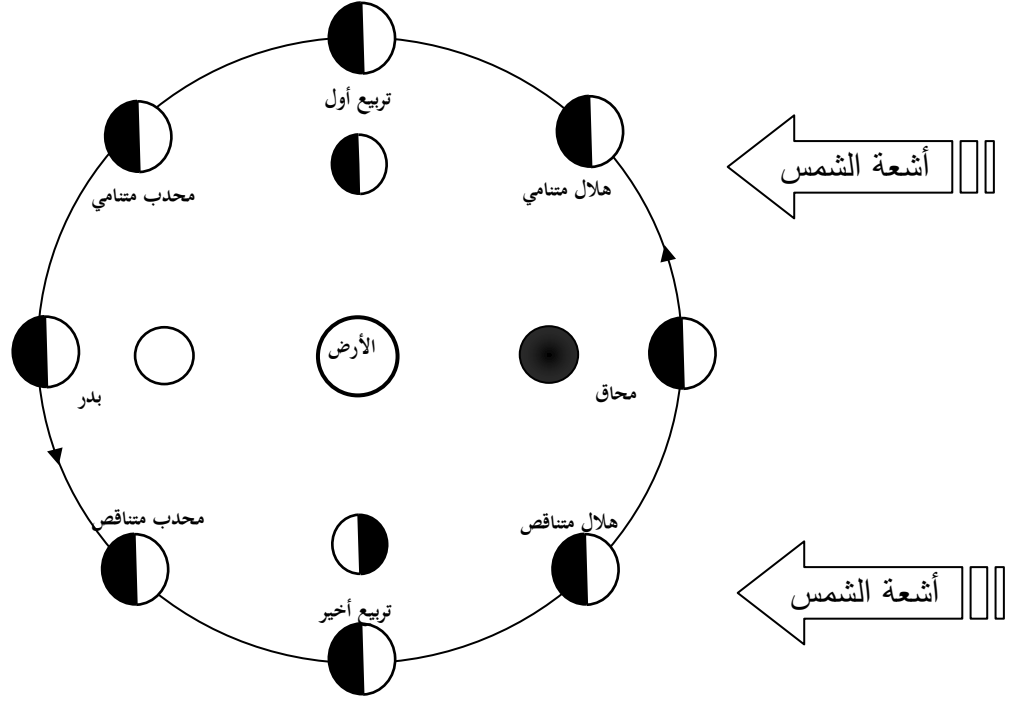 تربيع أول
هلال متنامي
محدب متنامي
أشعة الشمس
الأرض
محاق
بدر
هلال متناقص
محدب متناقص
أشعة الشمس
تربيع أخير